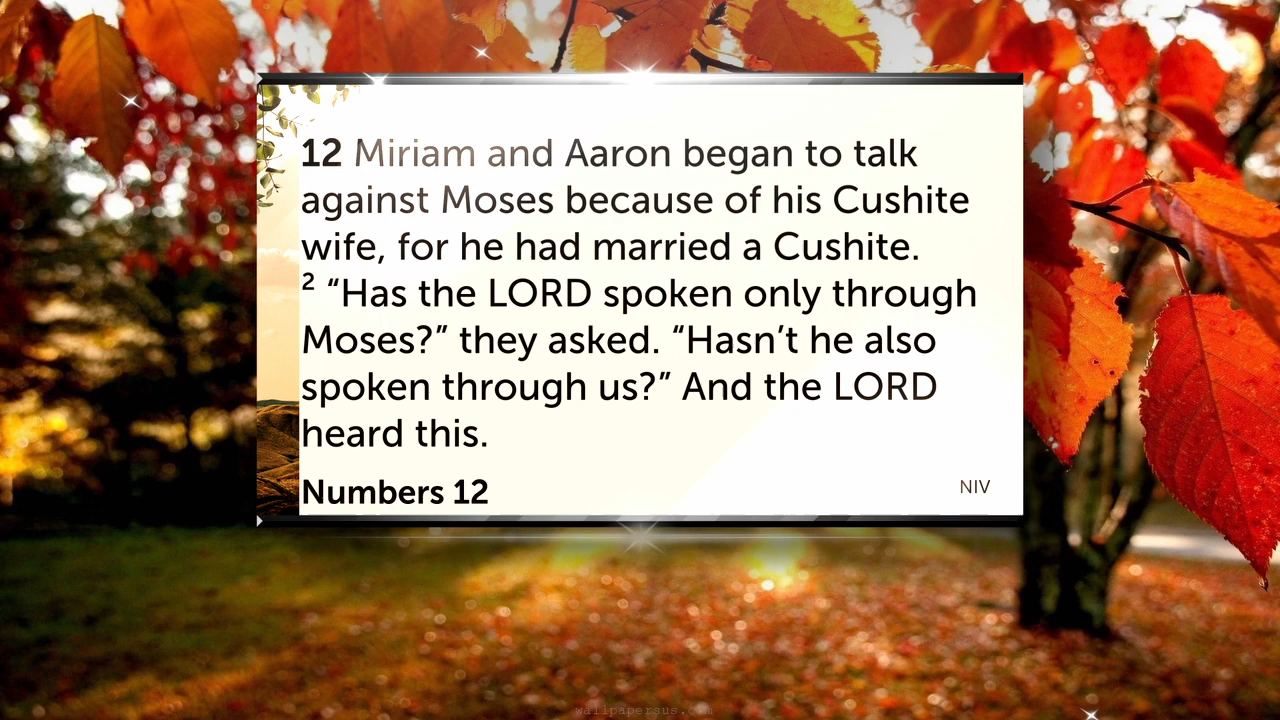 12 Miriam and Aaron began to talk
against Moses because of his Cushite
wife, for he had married a Cushite.
² “Has the LORD spoken only through
Moses?” they asked. “Hasn’t he also
spoken through us?” And the LORD
heard this.
Numbers 12
NIV
wallpapersus.com